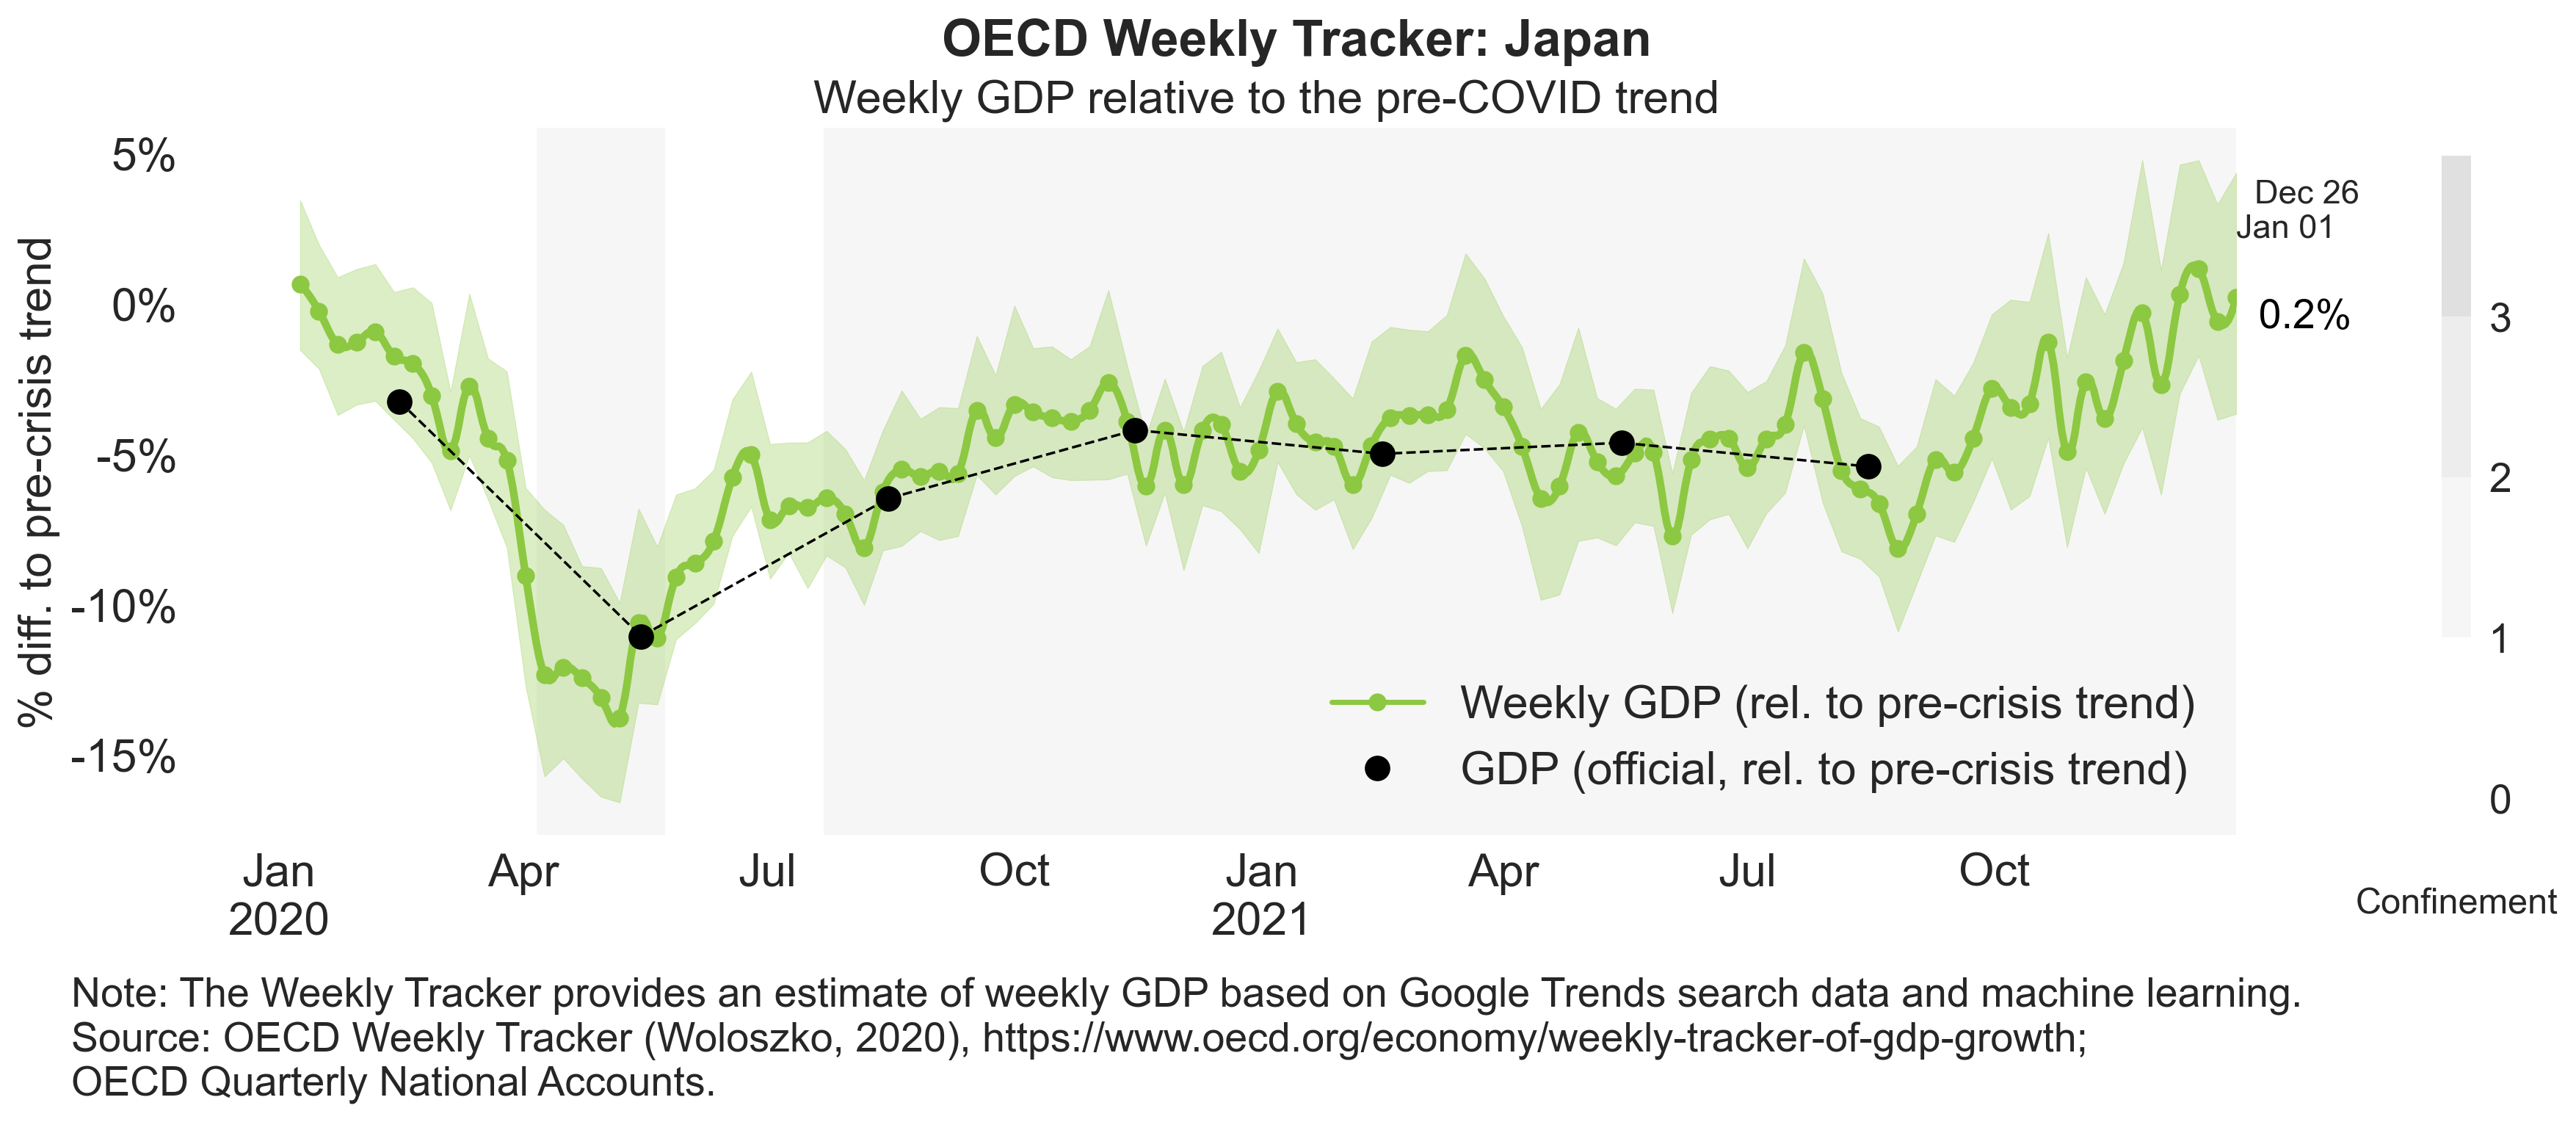 OECD Weekly Tracker: Japan
Weekly GDP relative to the pre-COVID trend
% diff. to pre-crisis trend
5%
0%
-5%
-10%
-15%
Dec 26
Jan 01
0.2%
3
2
1
0
Confinement
Weekly GDP (rel. to pre-crisis trend)
GDP (official, rel. to pre-crisis trend)
Jan Apr Jul Oct Jan Apr Jul Oct
2020 2021
Note: The Weekly Tracker provides an estimate of weekly GDP based on Google Trends search data and machine learning.
Source: OECD Weekly Tracker (Woloszko, 2020), https://www.oecd.org/economy/weekly-tracker-of-gdp-growth;
OECD Quarterly National Accounts.